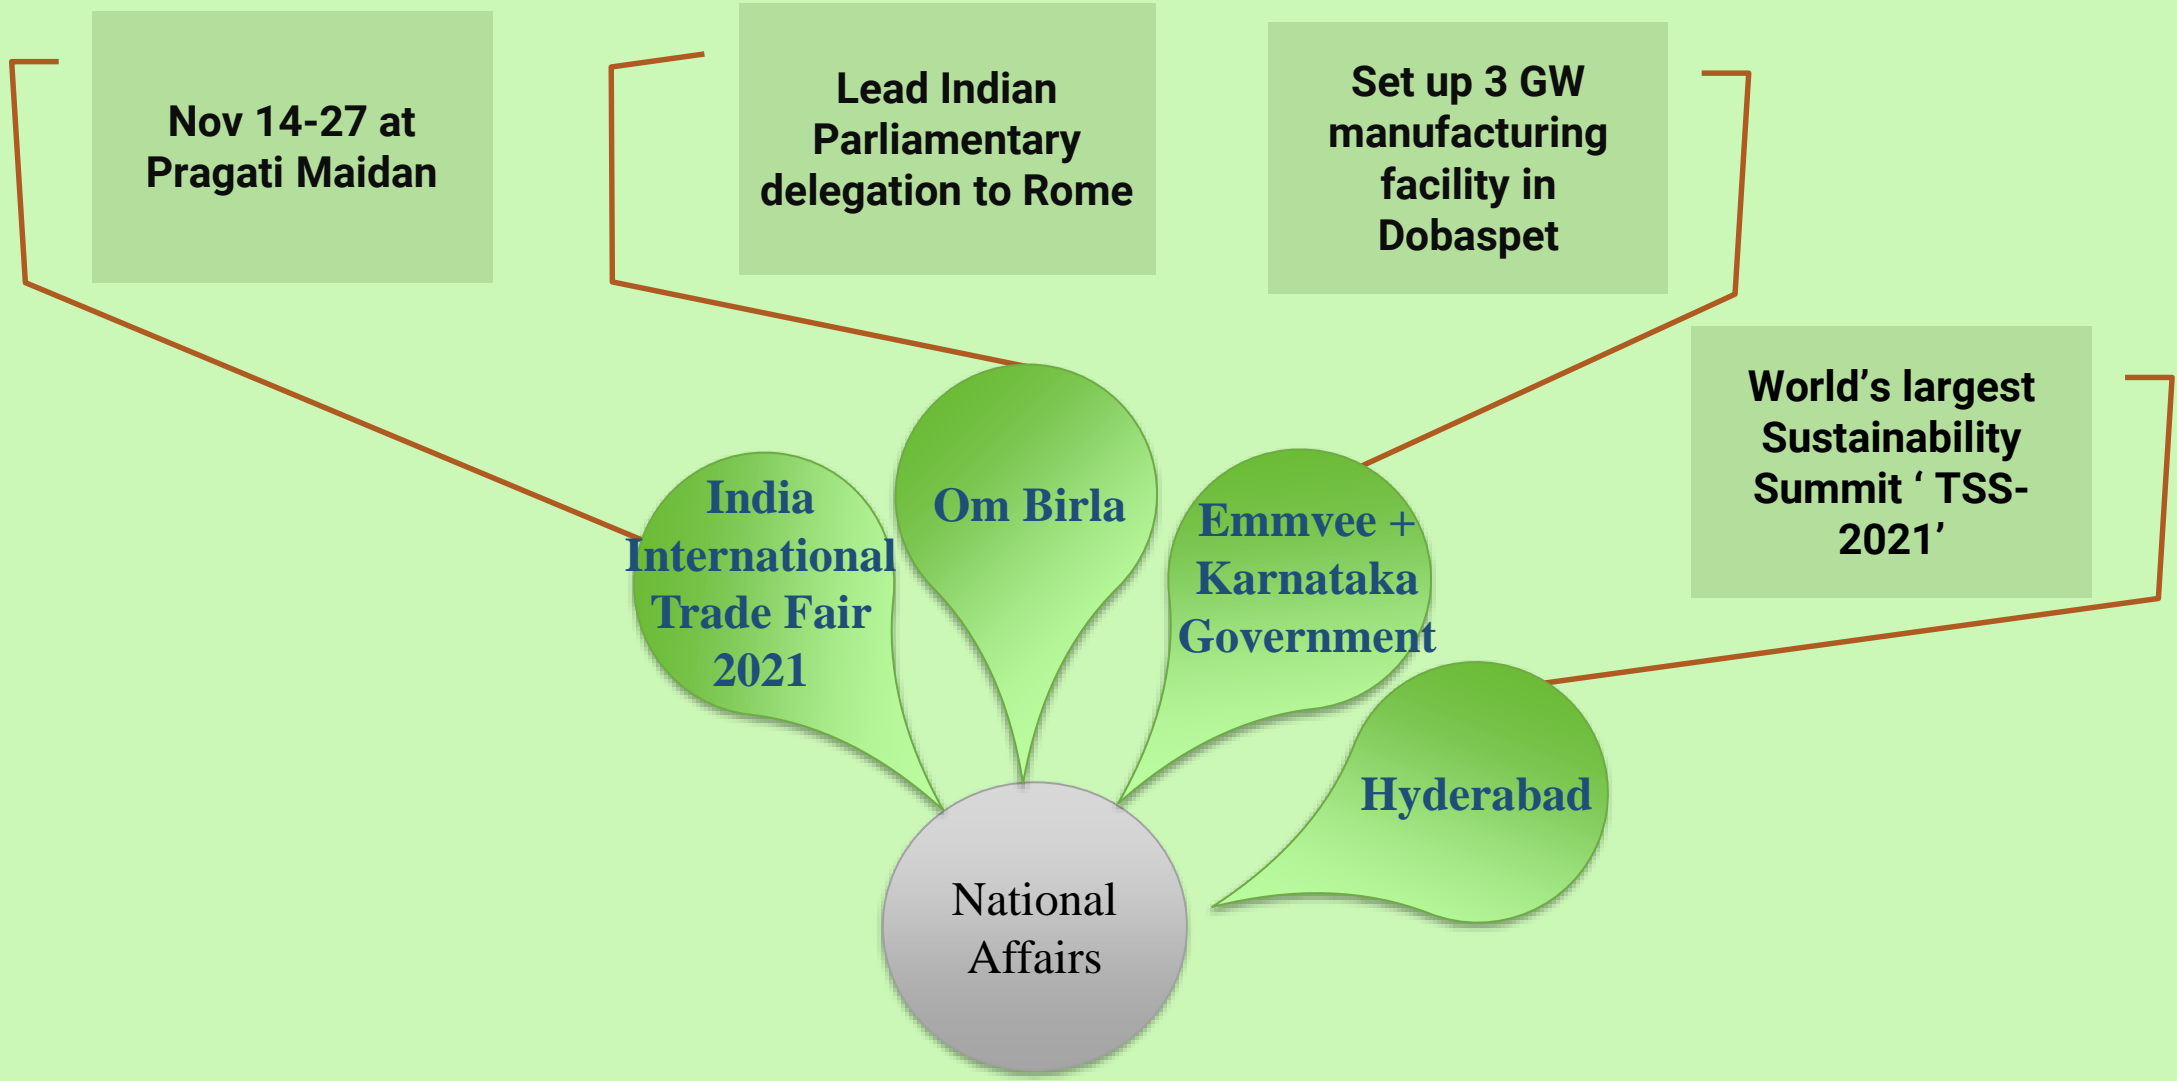 Nov 14-27 at
Pragati Maidan
Lead Indian
Parliamentary
delegation to Rome
Set up 3 GW
manufacturing
facility in
Dobaspet
World’s largest
Sustainability
Summit ‘ TSS-
2021’
India
International
Trade Fair
2021
Om Birla
Emmvee +
Karnataka
Government
Hyderabad
National
Affairs